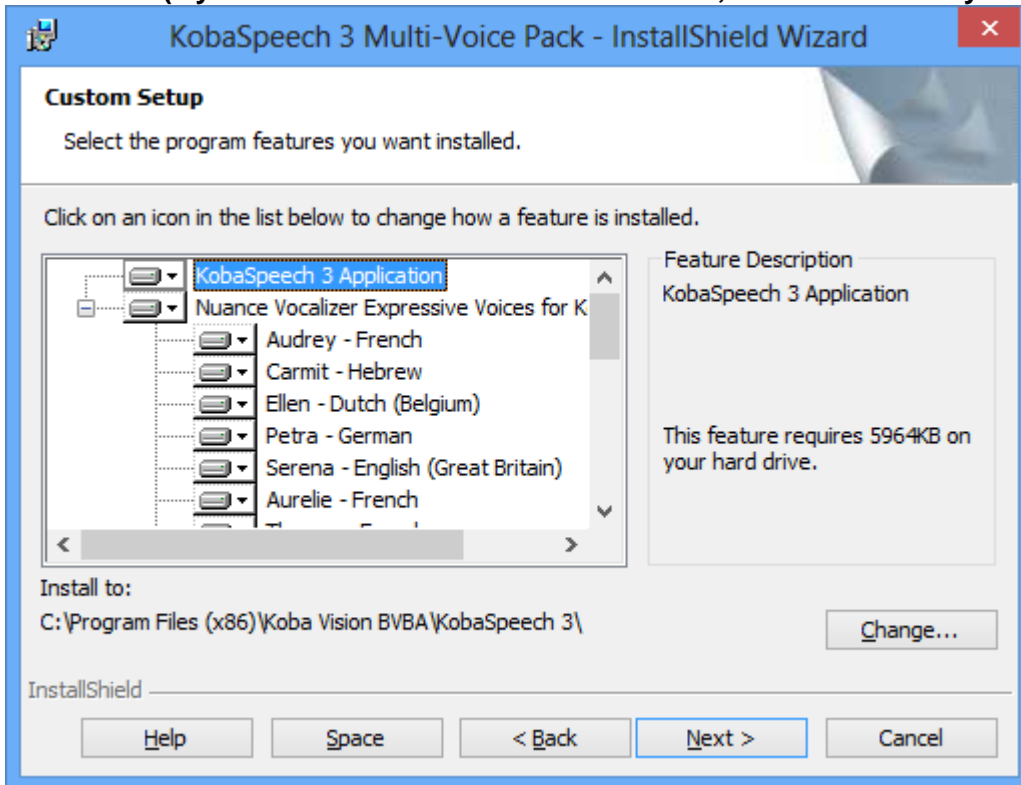 KobaSpeech 3 Multi-Voice Pack - InstallShield Wizard
Custom Setup
Select the program features you want installed.
Click on an icon in the list below to change how a feature is installed.
KobaSpeech 3 Application
Nuance Vocalizer Expressive Voices for K
Audrey - French
Carmit - Hebrew
Ellen - Dutch (Belgium)
Petra - German
Serena - English (Great Britain)
Aurelie - French
Feature Description
KobaSpeech 3 Application
This feature requires 5964KB on
your hard drive.
Install to:
C:\Program Files (x86)\Koba Vision BVBA\KobaSpeech 3\
Change...
InstallShield
Help
Space
< Back
Next >
Cancel